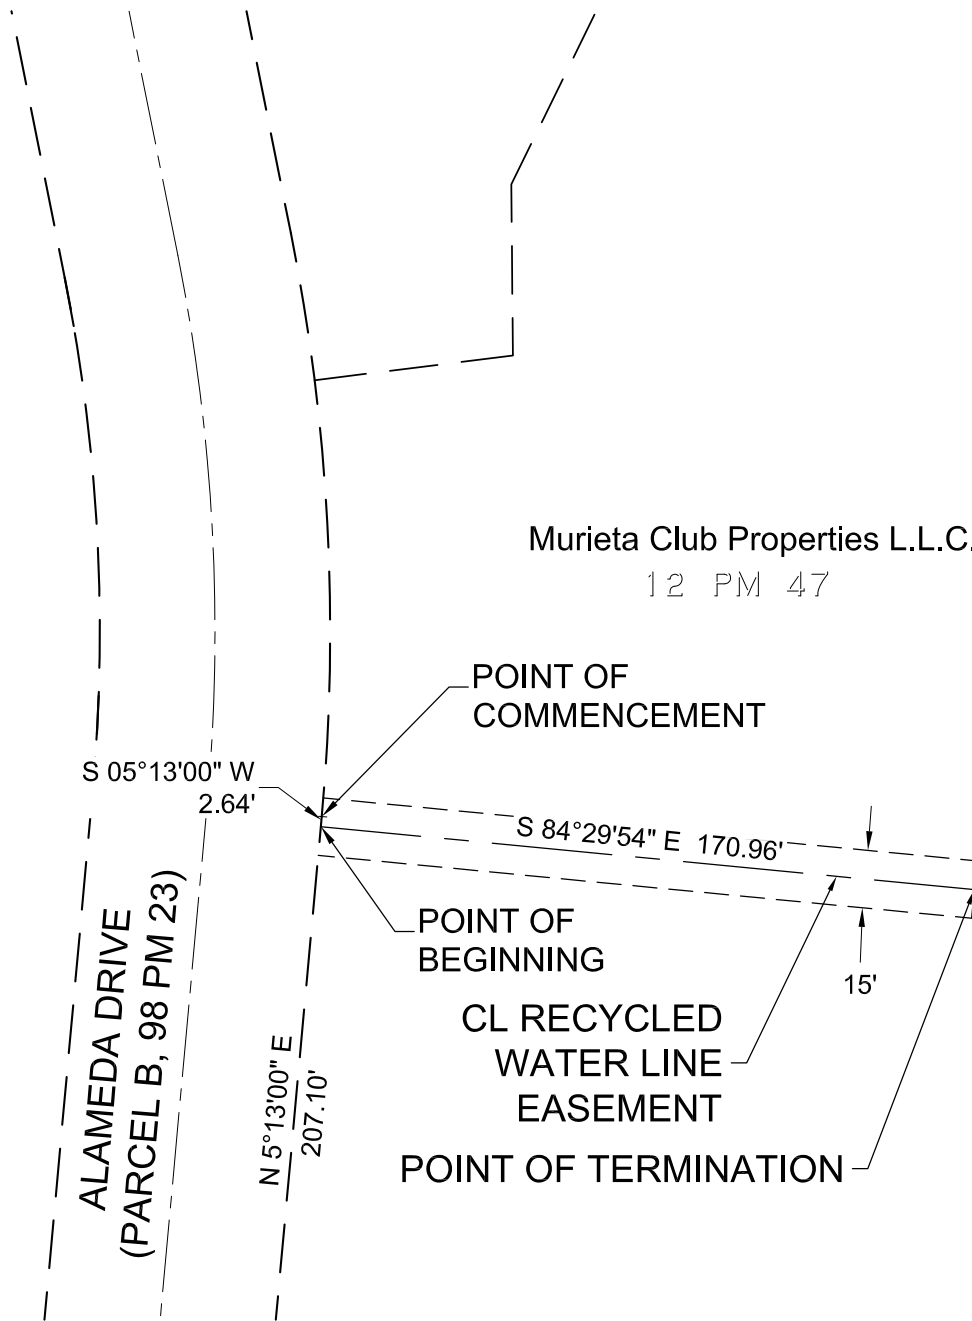 Murieta Club Properties L.L.C.
12 PM 47
POINT OF
COMMENCEMENT
S 05°13'00" W
2.64'
S 84°29'54" E 170.96'
POINT OF
BEGINNING
15'
CL RECYCLED
WATER LINE
EASEMENT
POINT OF TERMINATION
ALAMEDA DRIVE
(PARCEL B, 98 PM 23)
N 5°13'00" E
207.10'